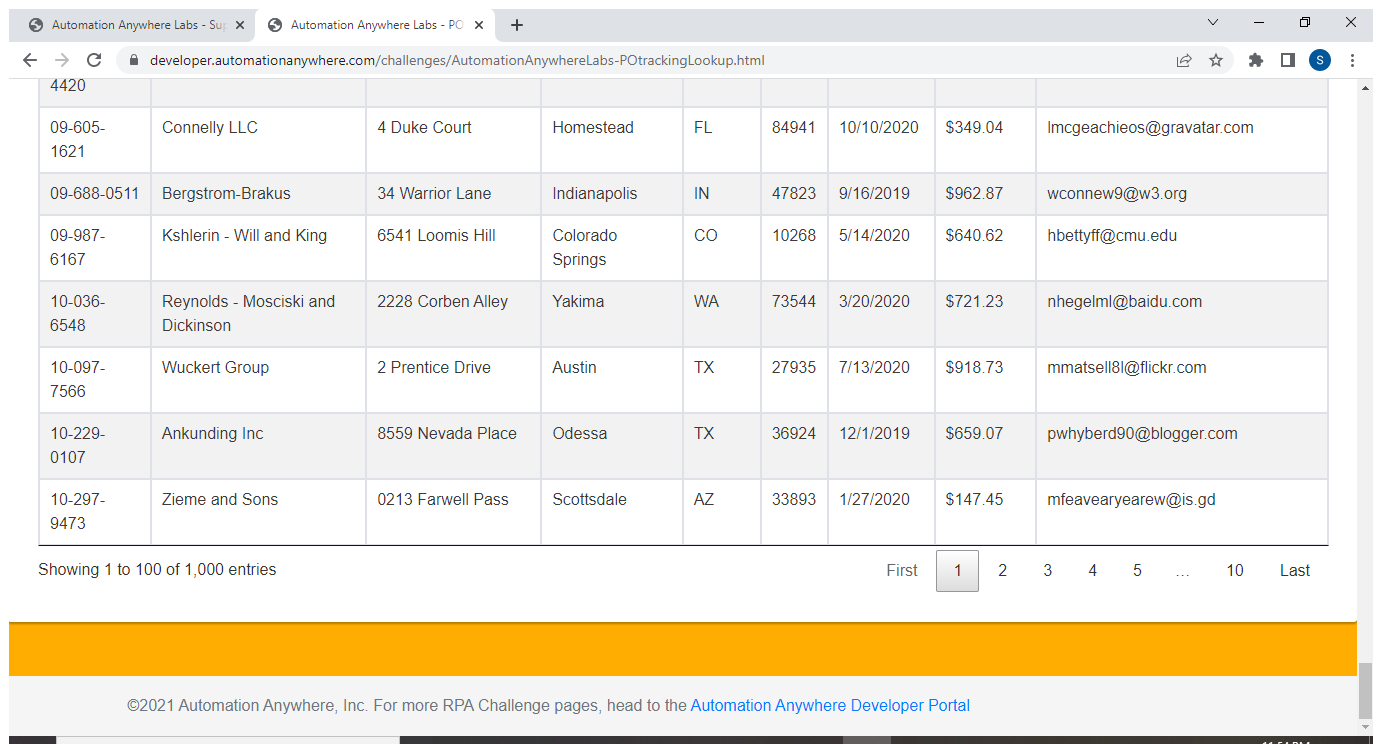 Automation Anywhere Labs - Sup
Automation Anywhere Labs - PO
developer.automationanywhere.com/challenges/AutomationAnywhereLabs-POtrackingLookup.html
S
4420
09-605-1621 Connelly LLC 4 Duke Court Homestead FL 84941 10/10/2020 $349.04 lmcgeachieos@gravatar.com
09-688-0511 Bergstrom-Brakus 34 Warrior Lane Indianapolis IN 47823 9/16/2019 $962.87 wconnew9@w3.org
09-987-6167 Kshlerin - Will and King 6541 Loomis Hill Colorado Springs CO 10268 5/14/2020 $640.62 hbettyff@cmu.edu
10-036-6548 Reynolds - Mosciski and Dickinson 2228 Corben Alley Yakima WA 73544 3/20/2020 $721.23 nhegelml@baidu.com
10-097-7566 Wuckert Group 2 Prentice Drive Austin TX 27935 7/13/2020 $918.73 mmatsell8l@flickr.com
10-229-0107 Ankunding Inc 8559 Nevada Place Odessa TX 36924 12/1/2019 $659.07 pwhyberd90@blogger.com
10-297-9473 Zieme and Sons 0213 Farwell Pass Scottsdale AZ 33893 1/27/2020 $147.45 mfeavearyearew@is.gd
Showing 1 to 100 of 1,000 entries
First 1 2 3 4 5 … 10 Last
©2021 Automation Anywhere, Inc. For more RPA Challenge pages, head to the Automation Anywhere Developer Portal